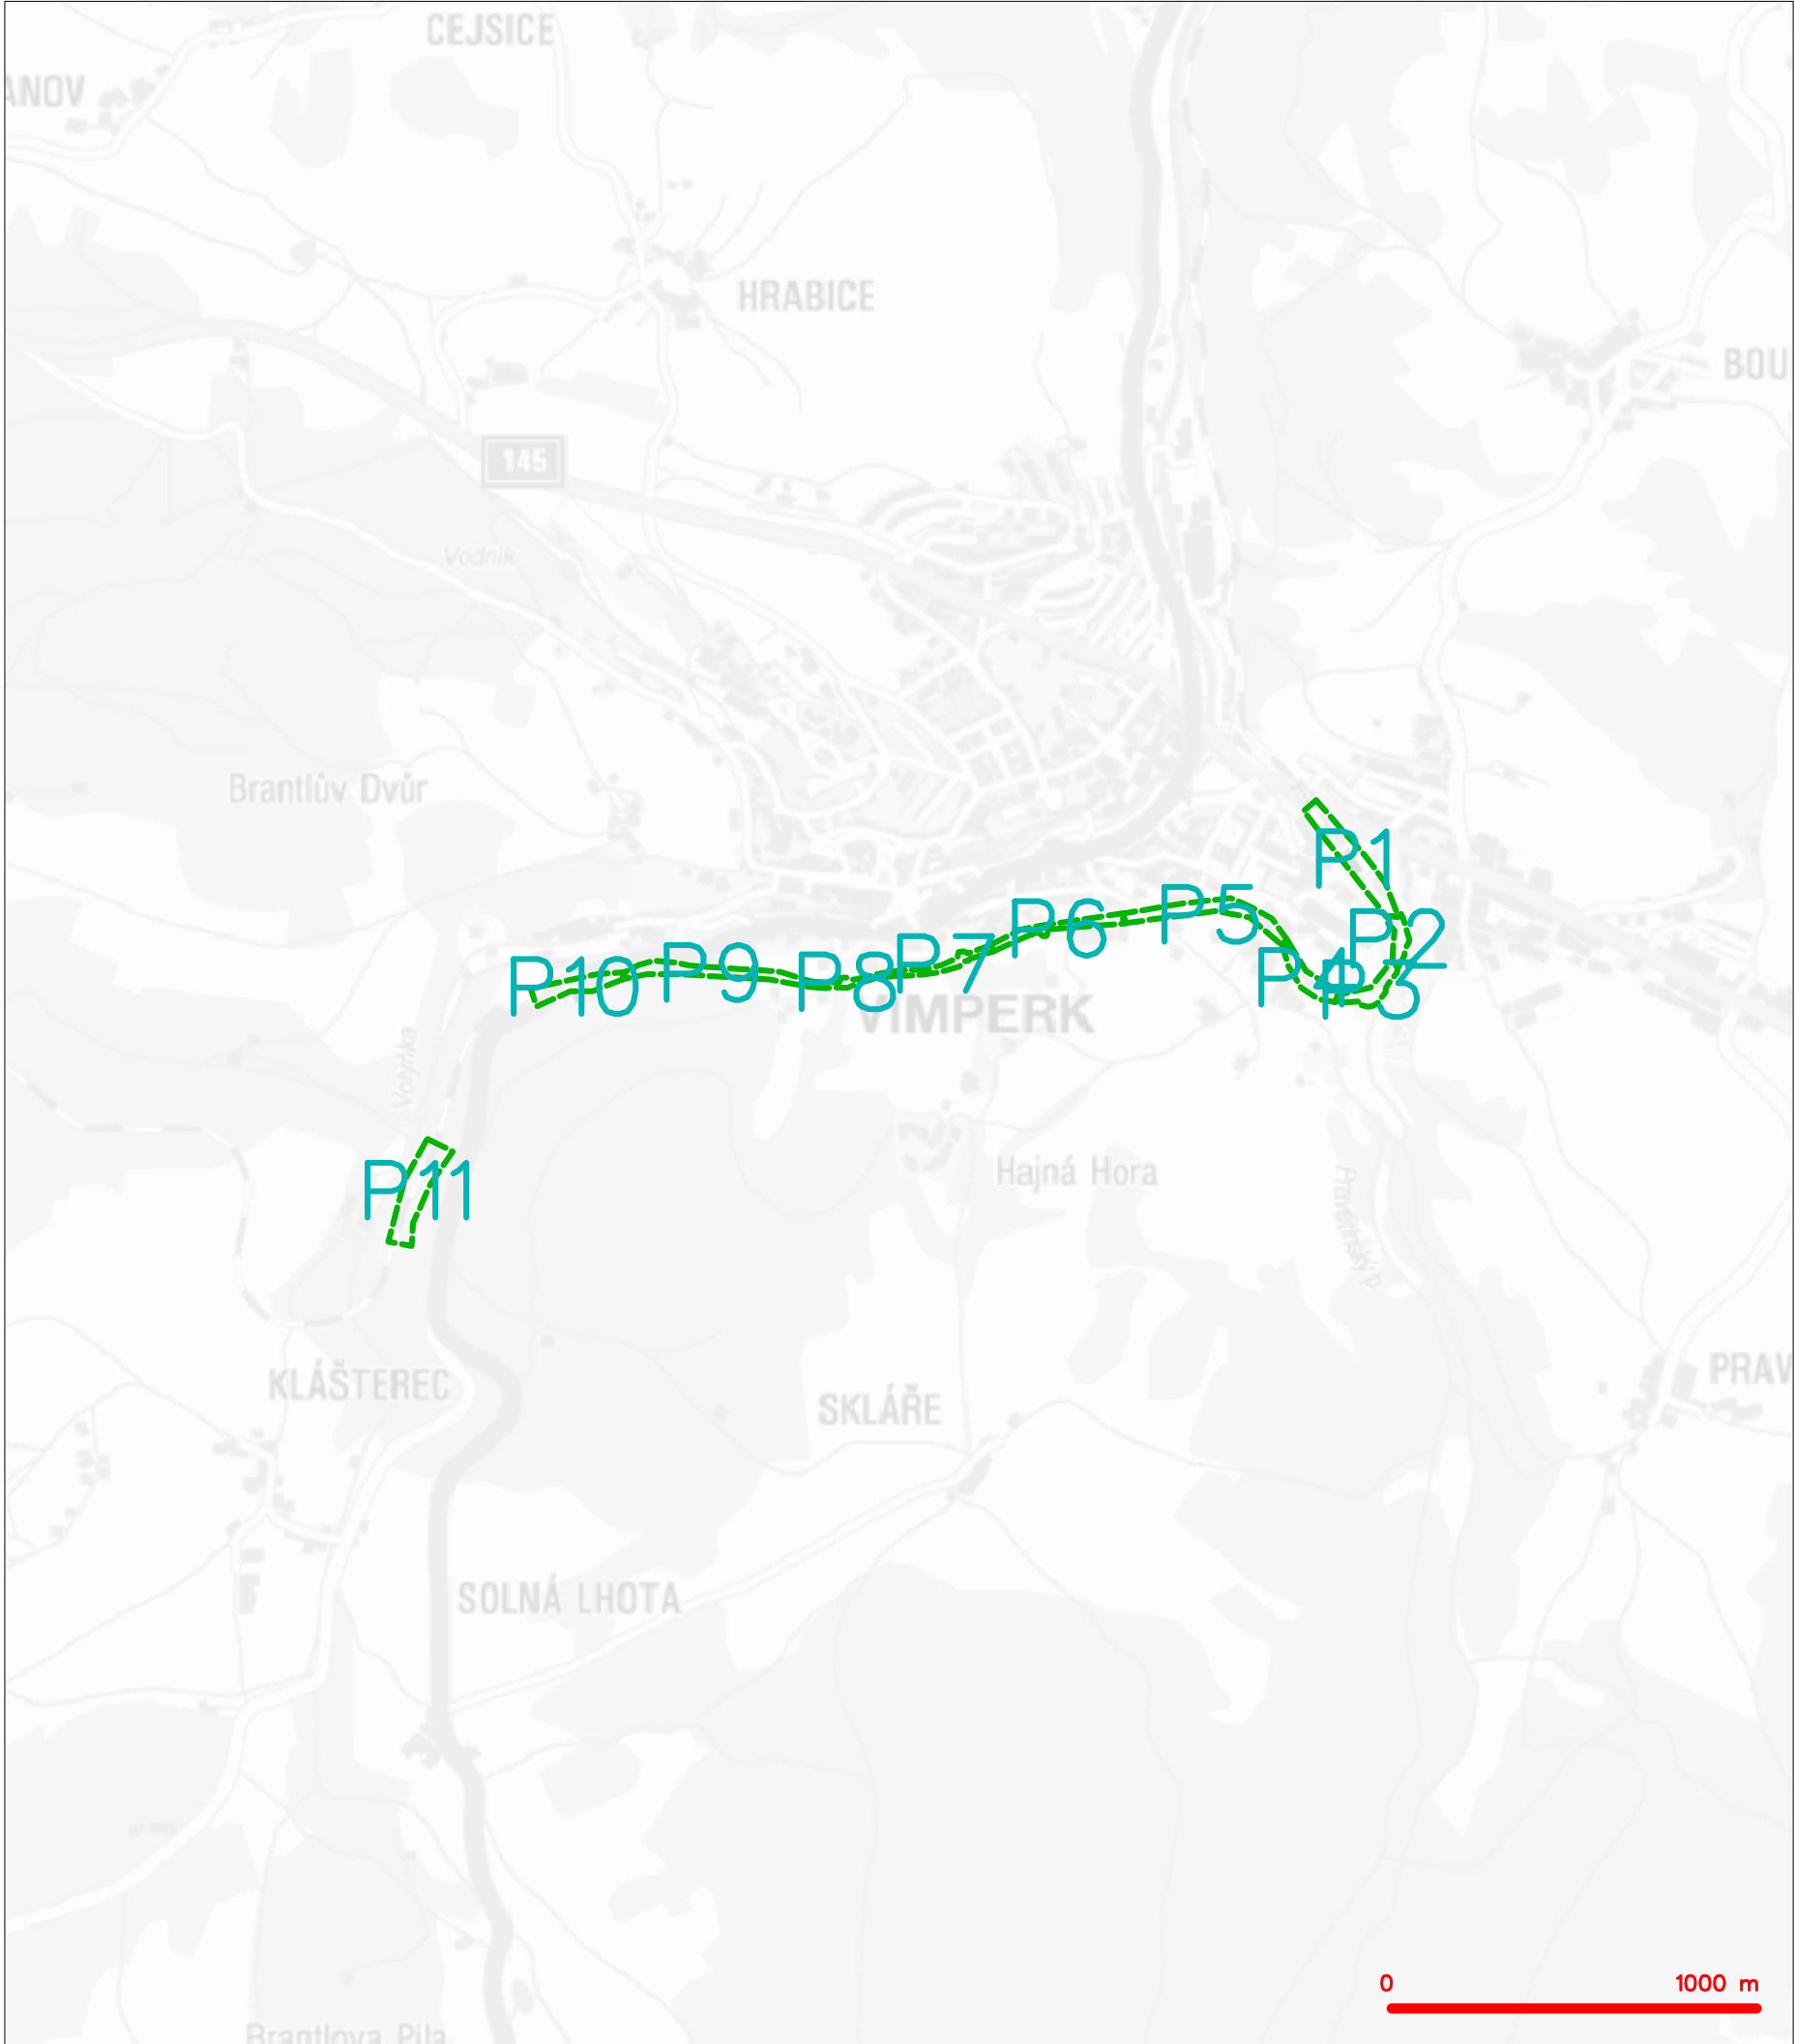 CEJSICE
ANOV
HRABICE
BOU
145
Vodník
Brantlův Dvůr
P1
P2
P5
P6
P7
P4
P9
P8
P10
P3
VIMPERK
Volyňka
Hajná Hora
P11
Pravětínský p.
PRAV
KLÁŠTEREC
SKLÁŘE
SOLNÁ LHOTA
0
1000 m
Brantlova Pila